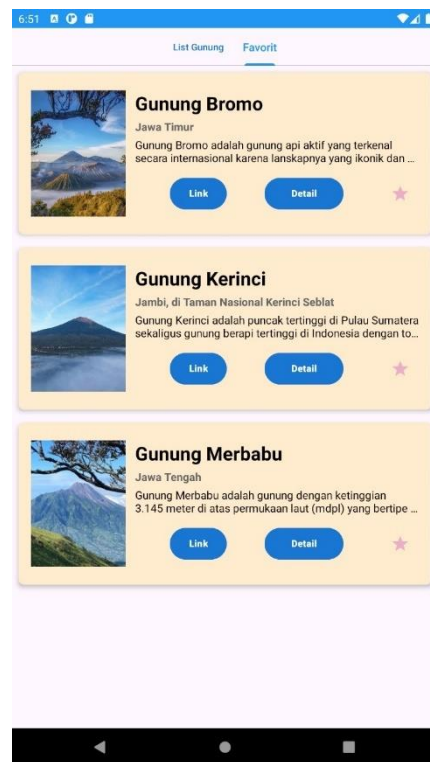 6:51
List Gunung Favorit
Gunung Bromo
Jawa Timur
Gunung Bromo adalah gunung api aktif yang terkenal
secara internasional karena lanskapnya yang ikonik dan ...
Link Detail
Gunung Kerinci
Jambi, di Taman Nasional Kerinci Seblat
Gunung Kerinci adalah puncak tertinggi di Pulau Sumatera
sekaligus gunung berapi tertinggi di Indonesia dengan to...
Link Detail
Gunung Merbabu
Jawa Tengah
Gunung Merbabu adalah gunung dengan ketinggian
3.145 meter di atas permukaan laut (mdpl) yang bertipe ...
Link Detail